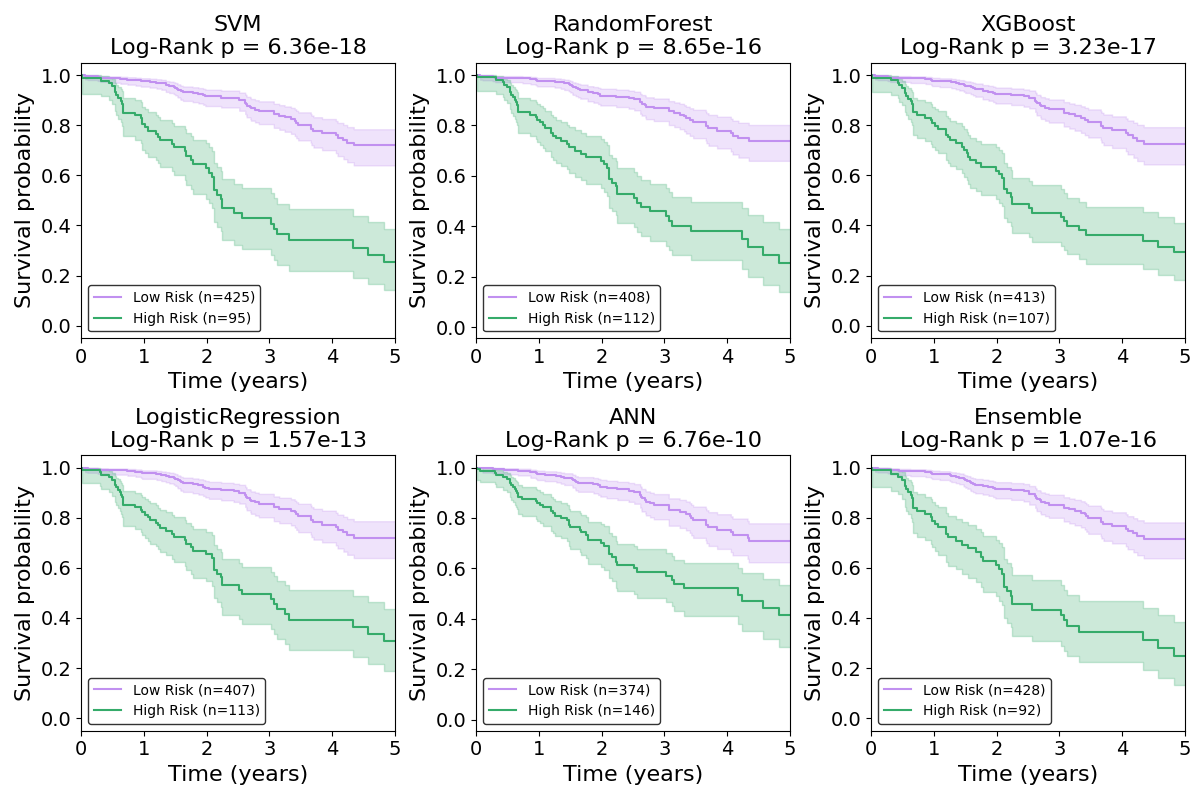 SVM
Log-Rank p = 6.36e-18
Survival probability
1.0
0.8
0.6
0.4
0.2
0.0
Low Risk (n=425)
High Risk (n=95)
0 1 2 3 4 5
Time (years)
RandomForest
Log-Rank p = 8.65e-16
Survival probability
1.0
0.8
0.6
0.4
0.2
0.0
Low Risk (n=408)
High Risk (n=112)
0 1 2 3 4 5
Time (years)
XGBoost
Log-Rank p = 3.23e-17
Survival probability
1.0
0.8
0.6
0.4
0.2
0.0
Low Risk (n=413)
High Risk (n=107)
0 1 2 3 4 5
Time (years)
LogisticRegression
Log-Rank p = 1.57e-13
Survival probability
1.0
0.8
0.6
0.4
0.2
0.0
Low Risk (n=407)
High Risk (n=113)
0 1 2 3 4 5
Time (years)
ANN
Log-Rank p = 6.76e-10
Survival probability
1.0
0.8
0.6
0.4
0.2
0.0
Low Risk (n=374)
High Risk (n=146)
0 1 2 3 4 5
Time (years)
Ensemble
Log-Rank p = 1.07e-16
Survival probability
1.0
0.8
0.6
0.4
0.2
0.0
Low Risk (n=428)
High Risk (n=92)
0 1 2 3 4 5
Time (years)